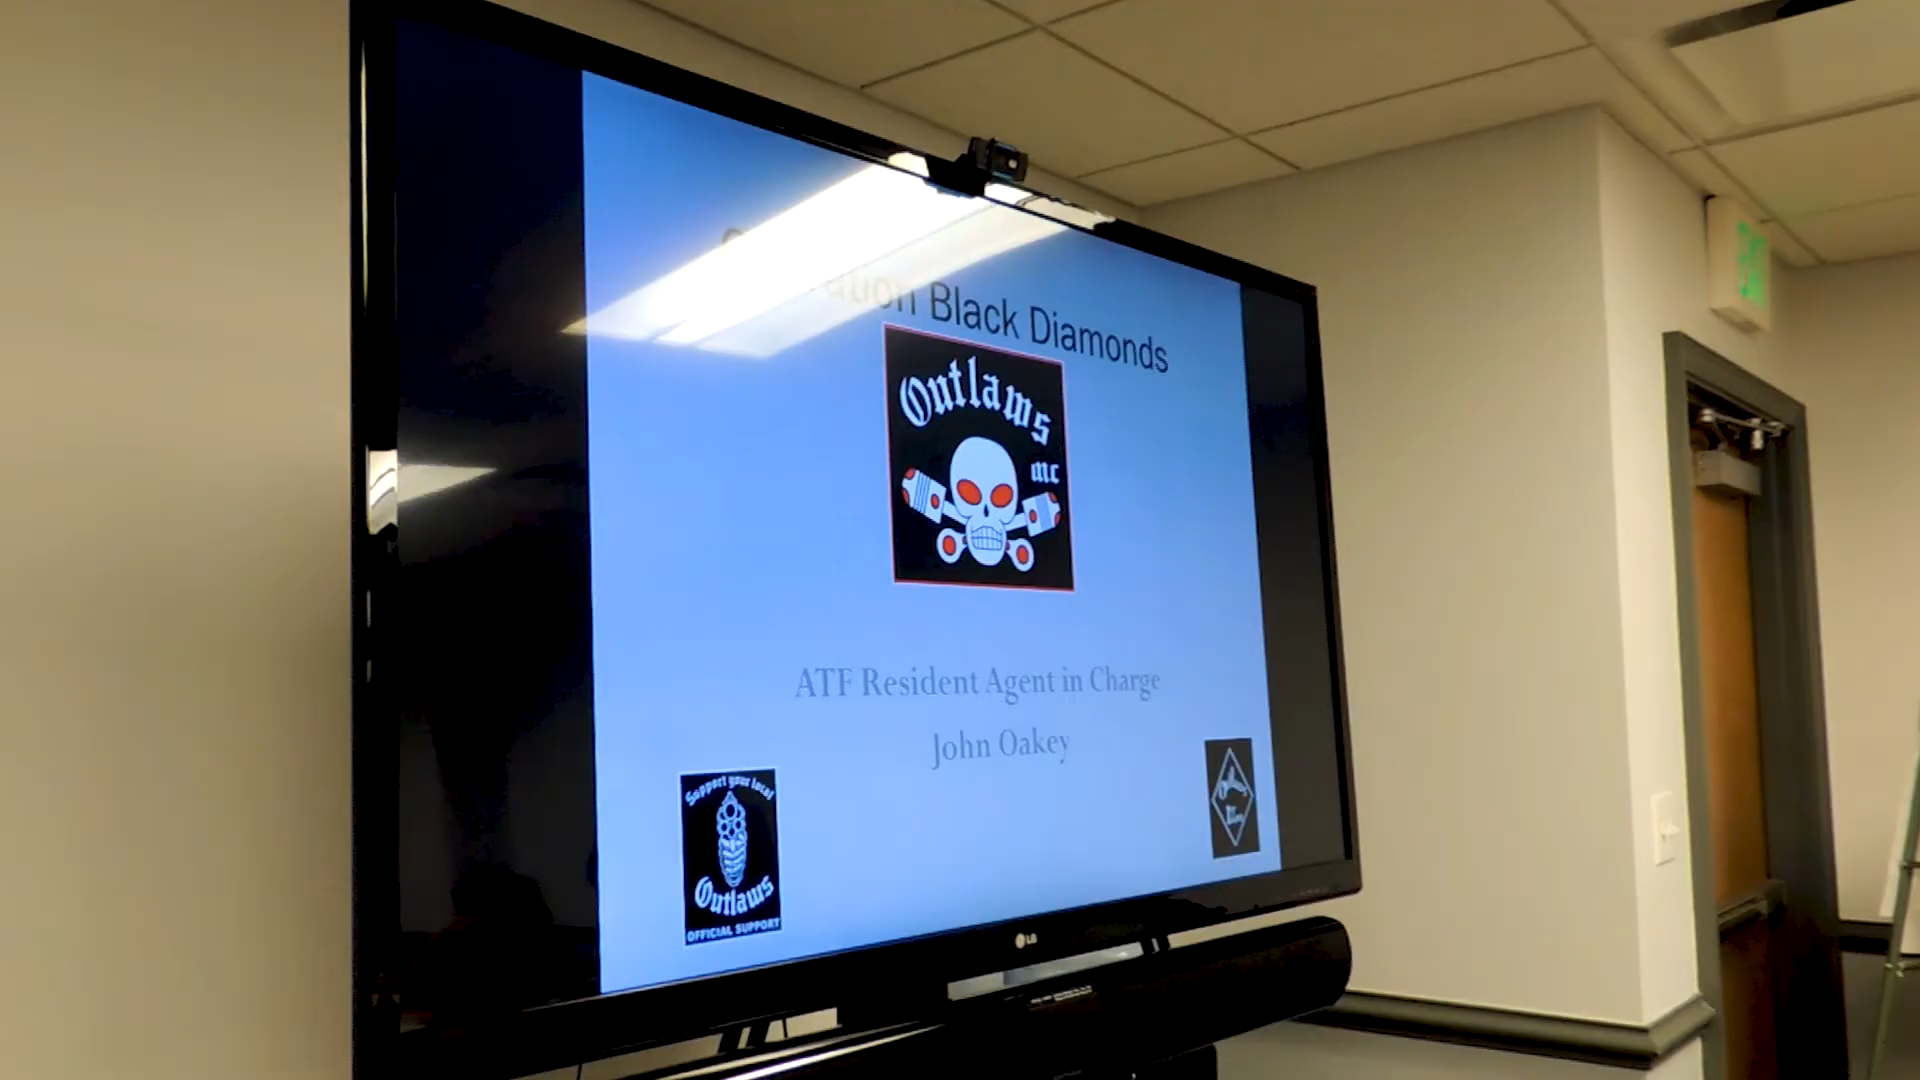 Black Diamonds
Outlaws
MC
ATF Resident Agent in Charge
John Oakey
Support your local
Outlaws
OFFICIAL SUPPORT
LG